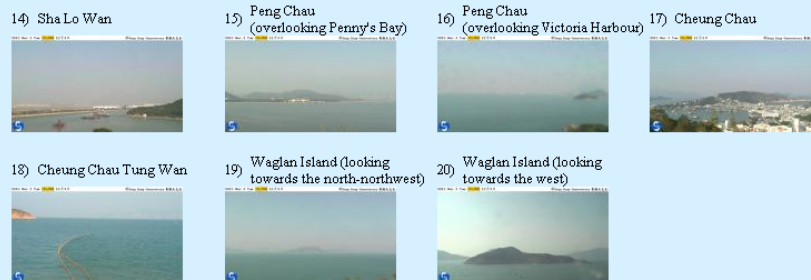 14) Sha Lo Wan
15) Peng Chau
(overlooking Penny's Bay)
16) Peng Chau
(overlooking Victoria Harbour)
17) Cheung Chau
18) Cheung Chau Tung Wan
19) Waglan Island (looking
towards the north-northwest)
20) Waglan Island (looking
towards the west)